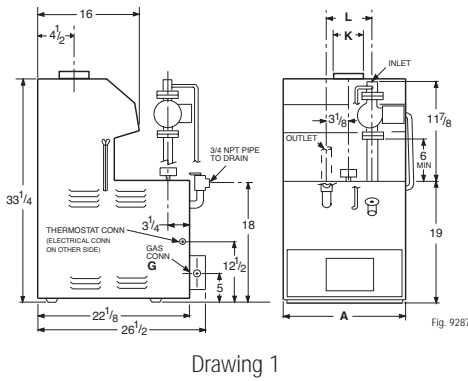 16
4 1/2
L
K
INLET
3 1/8
11 7/8
OUTLET
6
MIN
3/4 NPT PIPE
TO DRAIN
33 1/4
3 1/4
18
THERMOSTAT CONN
(ELECTRICAL CONN
ON OTHER SIDE)
GAS
CONN
G
12 1/2
5
19
22 1/8
26 1/2
A
Fig. 9287
Drawing 1